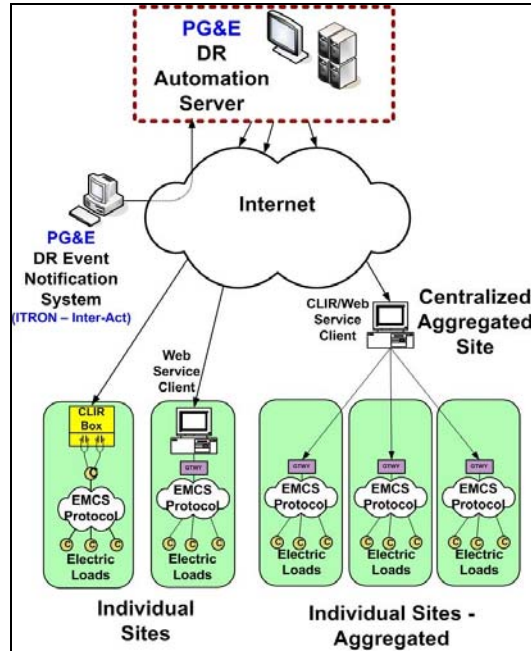 PG&E
DR
Automation
Server
Internet
PG&E
DR Event
Notification
System
(ITRON – Inter-Act)
CLIR/Web
Service
Client
Centralized
Aggregated
Site
Web
Service
Client
CLIR
Box
C
EMCS
Protocol
C C C
Electric
Loads
GTWY
EMCS
Protocol
C C C
Electric
Loads
GTWY
EMCS
Protocol
C C C
Electric
Loads
GTWY
EMCS
Protocol
C C C
Electric
Loads
GTWY
EMCS
Protocol
C C C
Electric
Loads
Individual
Sites
Individual Sites -
Aggregated